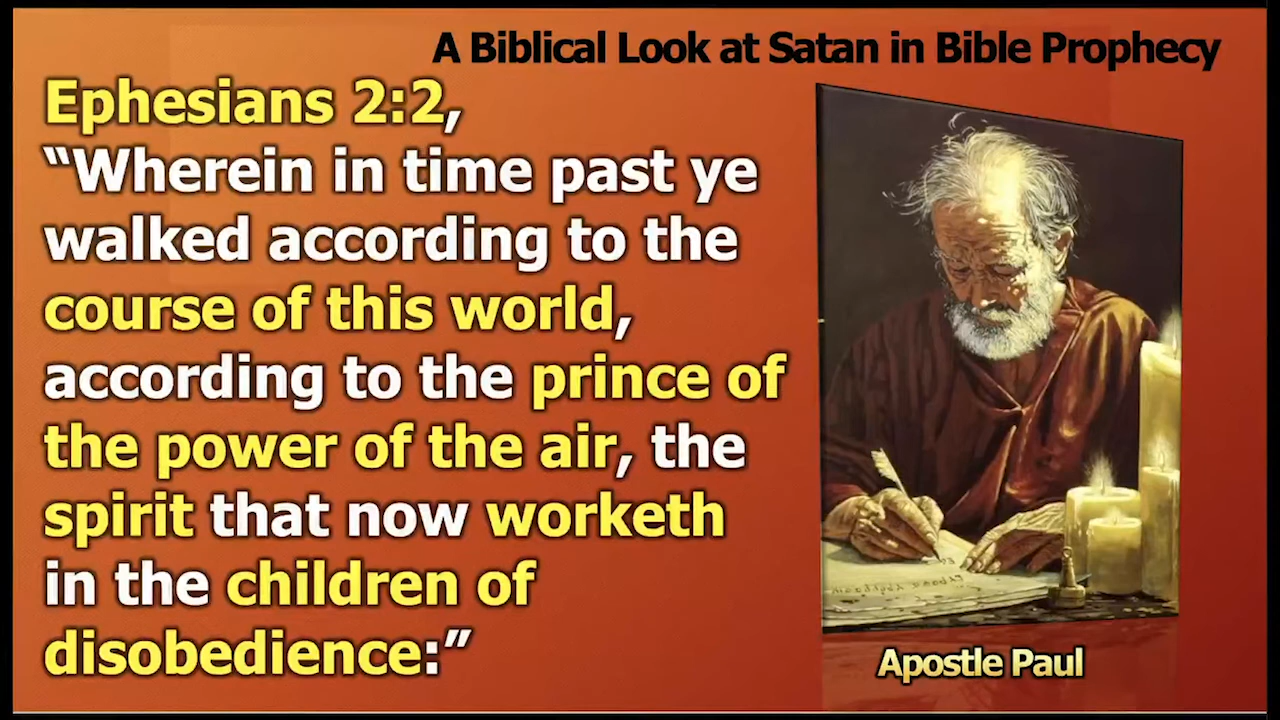 A Biblical Look at Satan in Bible Prophecy
Ephesians 2:2,
“Wherein in time past ye
walked according to the
course of this world,
according to the prince of
the power of the air, the
spirit that now worketh
in the children of
disobedience:”
Apostle Paul